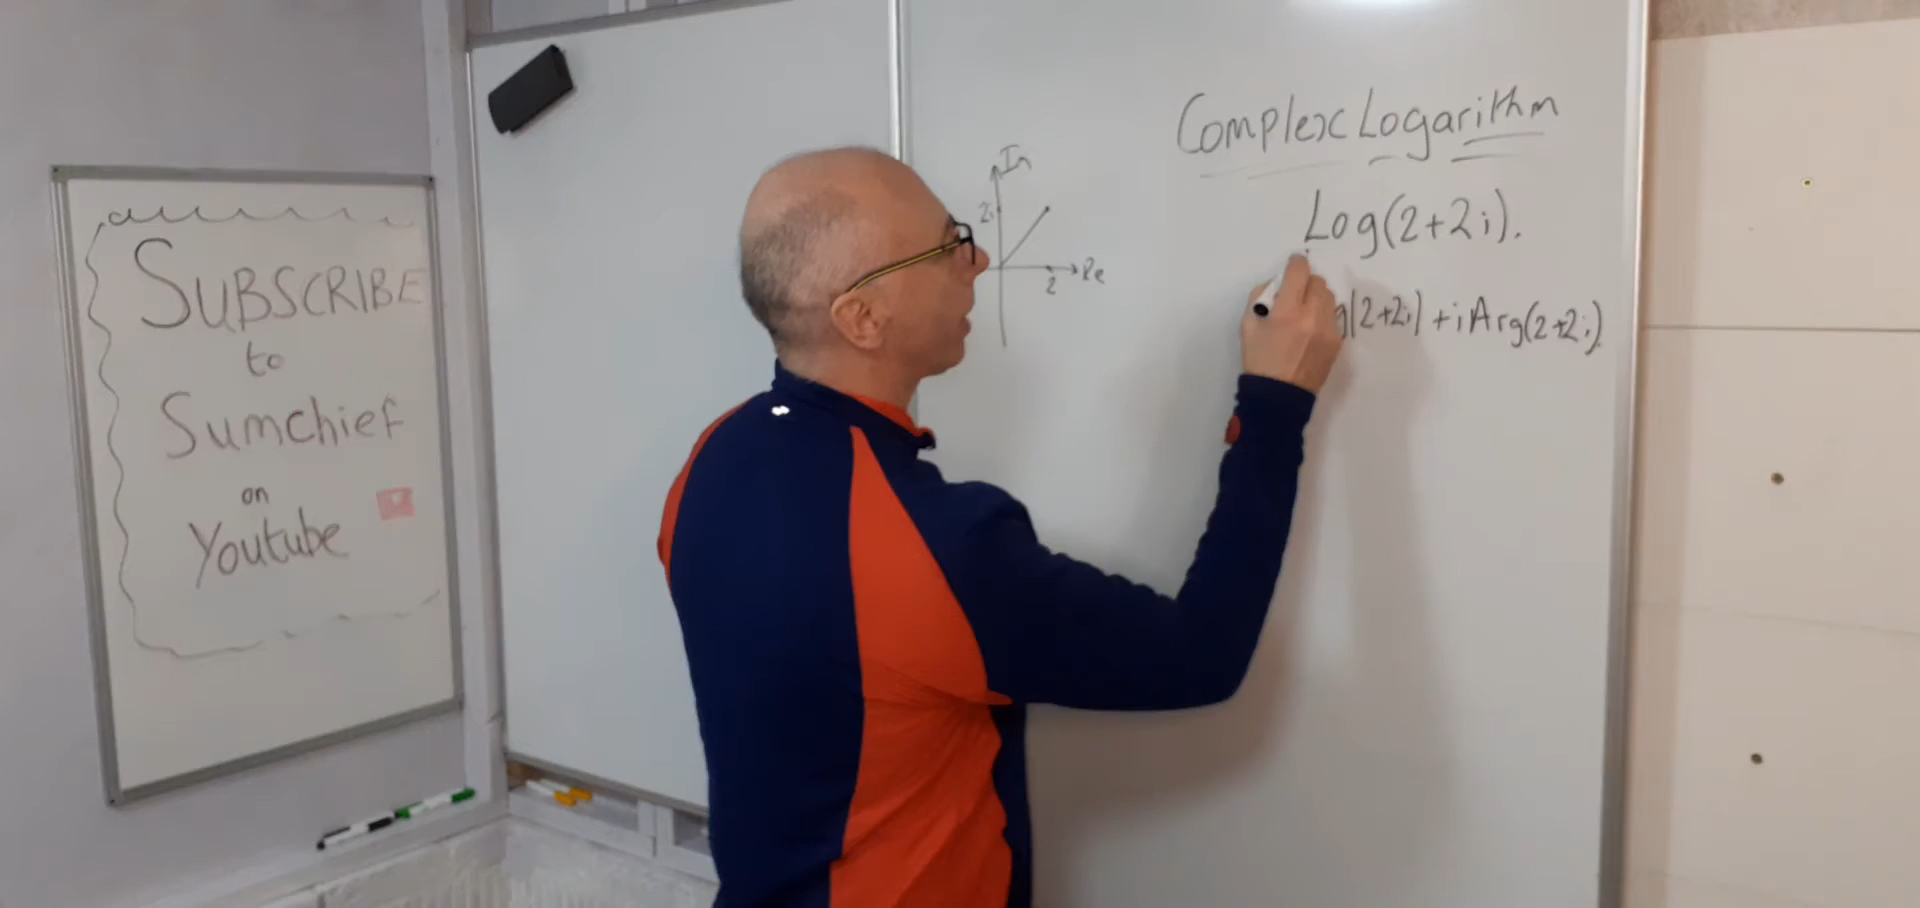 SUBSCRIBE
to
Sumchief
on
Youtube
Im
2i
2
Re
Complex Logarithm
Log(2+2i).
g|2+2i| + i Arg(2+2i)